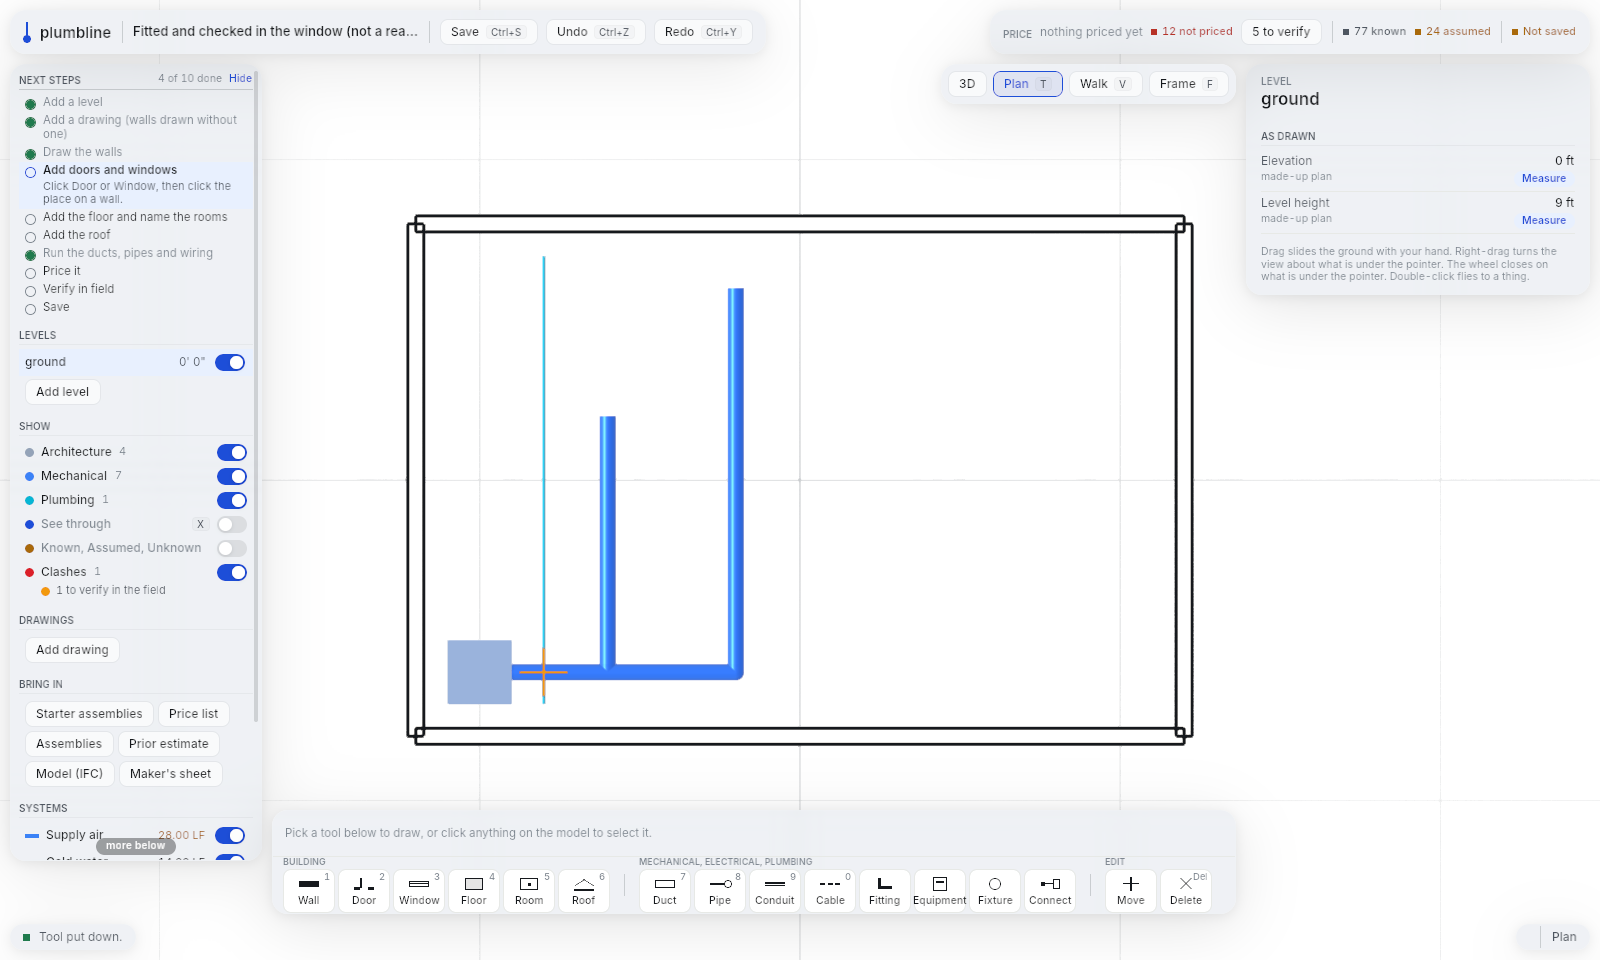 plumbline
Fitted and checked in the window (not a rea...
Save Ctrl+S
Undo Ctrl+Z
Redo Ctrl+Y
PRICE nothing priced yet
12 not priced
5 to verify
77 known
24 assumed
Not saved
3D
Plan T
Walk V
Frame F
NEXT STEPS 4 of 10 done Hide
Add a level
Add a drawing (walls drawn without
one)
Draw the walls
Add doors and windows
Click Door or Window, then click the
place on a wall.
Add the floor and name the rooms
Add the roof
Run the ducts, pipes and wiring
Price it
Verify in field
Save
LEVELS
ground 0' 0"
Add level
SHOW
Architecture 4
Mechanical 7
Plumbing 1
See through X
Known, Assumed, Unknown
Clashes 1
1 to verify in the field
DRAWINGS
Add drawing
BRING IN
Starter assemblies Price list
Assemblies Prior estimate
Model (IFC) Maker's sheet
SYSTEMS
Supply air 28.00 LF
more below
LEVEL
ground
AS DRAWN
Elevation 0 ft
made-up plan Measure
Level height 9 ft
made-up plan Measure
Drag slides the ground with your hand. Right-drag turns the
view about what is under the pointer. The wheel closes on
what is under the pointer. Double-click flies to a thing.
Pick a tool below to draw, or click anything on the model to select it.
BUILDING
1 Wall
2 Door
3 Window
4 Floor
5 Room
6 Roof
MECHANICAL, ELECTRICAL, PLUMBING
7 Duct
8 Pipe
9 Conduit
0 Cable
Fitting
Equipment
Fixture
Connect
EDIT
Move
Del Delete
Tool put down.
Plan